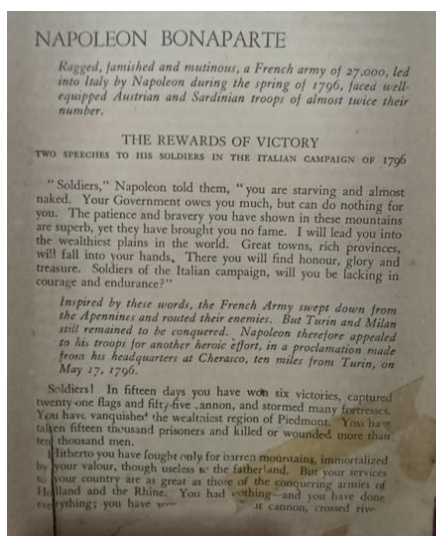 NAPOLEON BONAPARTE
Ragged, famished and mutinous, a French army of 27,000, led
into Italy by Napoleon during the spring of 1796, faced well-
equipped Austrian and Sardinian troops of almost twice their
number.
THE REWARDS OF VICTORY
TWO SPEECHES TO HIS SOLDIERS IN THE ITALIAN CAMPAIGN OF 1796
"Soldiers," Napoleon told them, "you are starving and almost
naked. Your Government owes you much, but can do nothing for
you. The patience and bravery you have shown in these mountains
are superb, yet they have brought you no fame. I will lead you into
the wealthiest plains in the world. Great towns, rich provinces,
will fall into your hands. There you will find honour, glory and
treasure. Soldiers of the Italian campaign, will you be lacking in
courage and endurance?"
Inspired by these words, the French Army swept down from
the Apennines and routed their enemies. But Turin and Milan
still remained to be conquered. Napoleon therefore appealed
to his troops for another heroic effort, in a proclamation made
from his headquarters at Cherasco, ten miles from Turin, on
May 17, 1796.
Soldiers! In fifteen days you have won six victories, captured
twenty-one flags and fifty-five cannon, and stormed many fortresses.
You have vanquished the wealthiest region of Piedmont. You have
taken fifteen thousand prisoners and killed or wounded more than
ten thousand men.
Hitherto you have fought only for barren mountains, immortalized
by your valour, though useless to the fatherland. But your services
to your country are as great as those of the conquering armies of
Holland and the Rhine. You had nothing—and you have done
everything; you have cannon, crossed